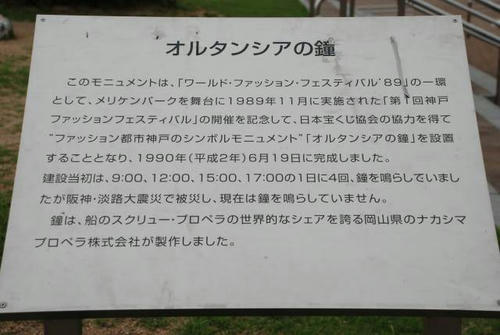 オルタンシアの鐘
このモニュメントは、「ワールド・ファッション・フェスティバル'89」の一環
として、メリケンパークを舞台に1989年11月に実施された「第1回神戸
ファッションフェスティバル」の開催を記念して、日本宝くじ協会の協力を得て
"ファッション都市神戸のシンボルモニュメント"「オルタンシアの鐘」を設置
することとなり、1990年(平成2年)6月19日に完成しました。
建設当初は、9:00、12:00、15:00、17:00の1日に4回、鐘を鳴らしていまし
たが阪神・淡路大震災で被災し、現在は鐘を鳴らしていません。
鐘は、船のスクリュー・プロペラの世界的なシェアを誇る岡山県のナカシマ
プロペラ株式会社が製作しました。